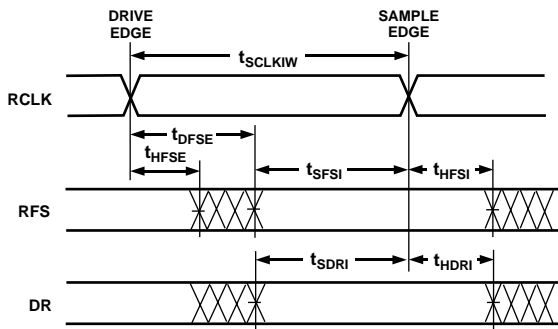 DRIVE EDGE
SAMPLE EDGE
tSCLKIW
RCLK
tDFSE
tHFSE
tSFSI
tHFSI
RFS
tSDRI
tHDRI
DR